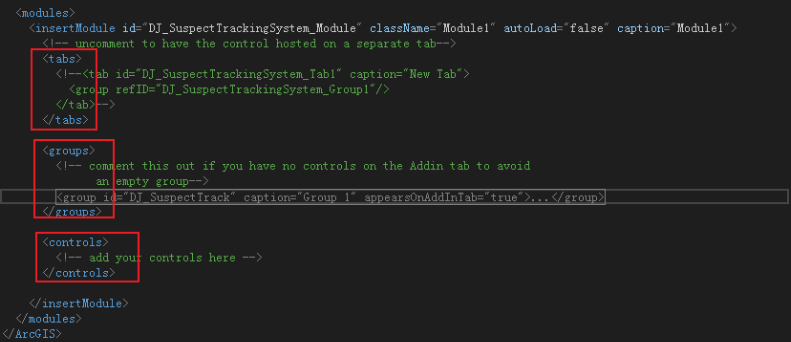 <modules>
<insertModule id="DJ_SuspectTrackingSystem_Module" className="Module1" autoLoad="false" caption="Module1">
<!-- uncomment to have the control hosted on a separate tab-->
<tabs>
<!--<tab id="DJ_SuspectTrackingSystem_Tab1" caption="New Tab">
<group refID="DJ_SuspectTrackingSystem_Group1"/>
</tab>-->
</tabs>
<groups>
<!-- comment this out if you have no controls on the Addin tab to avoid
an empty group-->
<group id="DJ_SuspectTrack" caption="Group 1" appearsOnAddInTab="true">...</group>
</groups>
<controls>
<!-- add your controls here -->
</controls>
</insertModule>
</modules>
</ArcGIS>